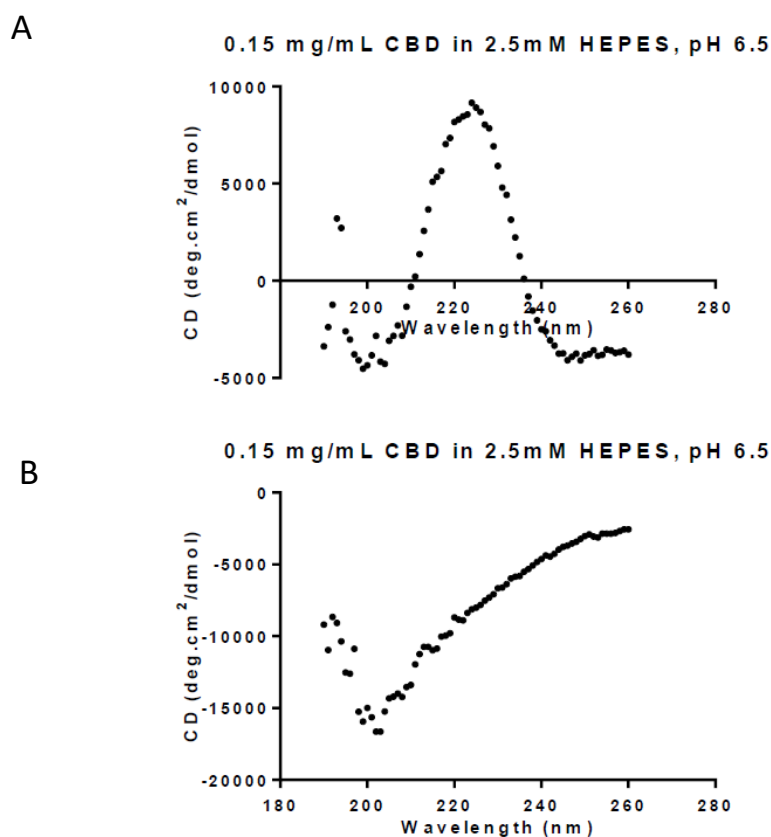 A
0.15 mg/mL CBD in 2.5mM HEPES, pH 6.5
10000
5000
0
-5000
CD (deg.cm²/dmol)
200 220 240 260 280
Wavelength (nm)
B
0.15 mg/mL CBD in 2.5mM HEPES, pH 6.5
0
-5000
-10000
-15000
-20000
CD (deg.cm²/dmol)
180 200 220 240 260 280
Wavelength (nm)